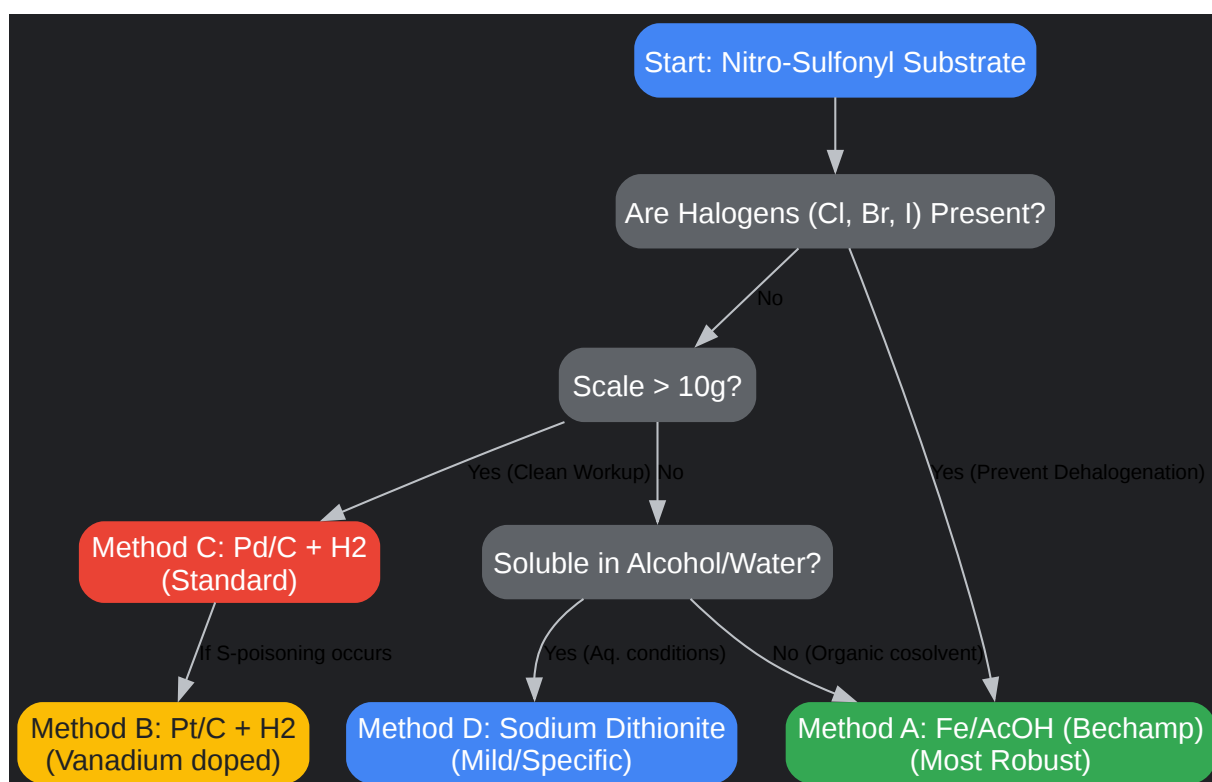 Start: Nitro-Sulfonyl Substrate
Are Halogens (Cl, Br, I) Present?
No
Scale > 10g?
Yes (Clean Workup)
No
Yes (Prevent Dehalogenation)
Method C: Pd/C + H2
(Standard)
Soluble in Alcohol/Water?
If S-poisoning occurs
Yes (Aq. conditions)
No (Organic cosolvent)
Method B: Pt/C + H2
(Vanadium doped)
Method D: Sodium Dithionite
(Mild/Specific)
Method A: Fe/AcOH (Bechamp)
(Most Robust)